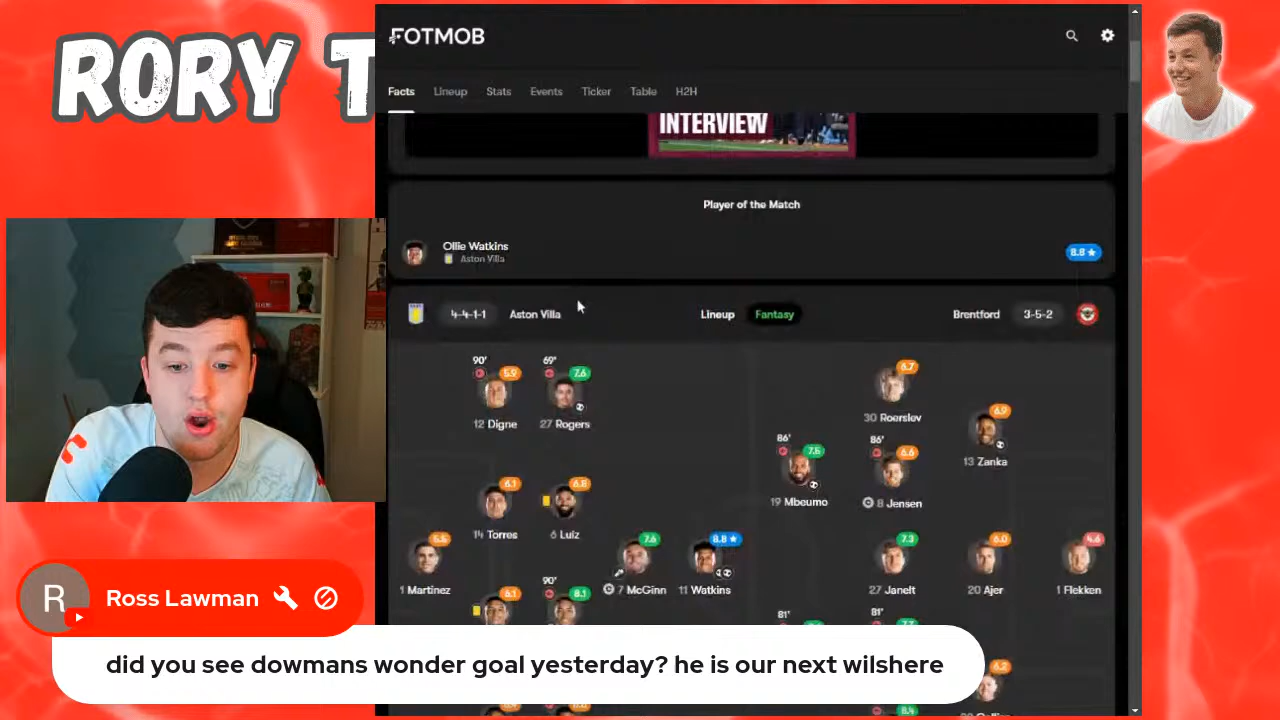 RORY T
FOTMOB
Facts Lineup Stats Events Ticker Table H2H
INTERVIEW
Player of the Match
Ollie Watkins
Aston Villa
8.8
4-4-1-1 Aston Villa Lineup Fantasy Brentford 3-5-2
90' 5.9
12 Digne
69' 7.6
27 Rogers
6.7
30 Roerslev
6.9
13 Zanka
86' 7.5
19 Mbeumo
86' 6.6
8 Jensen
6.1
14 Torres
6.8
6 Luiz
5.5
1 Martinez
7.6
7 McGinn
8.8
11 Watkins
7.3
27 Janelt
6.0
20 Ajer
4.6
1 Flekken
6.1
90' 8.1
81'
81'
6.2
8.4
R
Ross Lawman
did you see dowmans wonder goal yesterday? he is our next wilshere